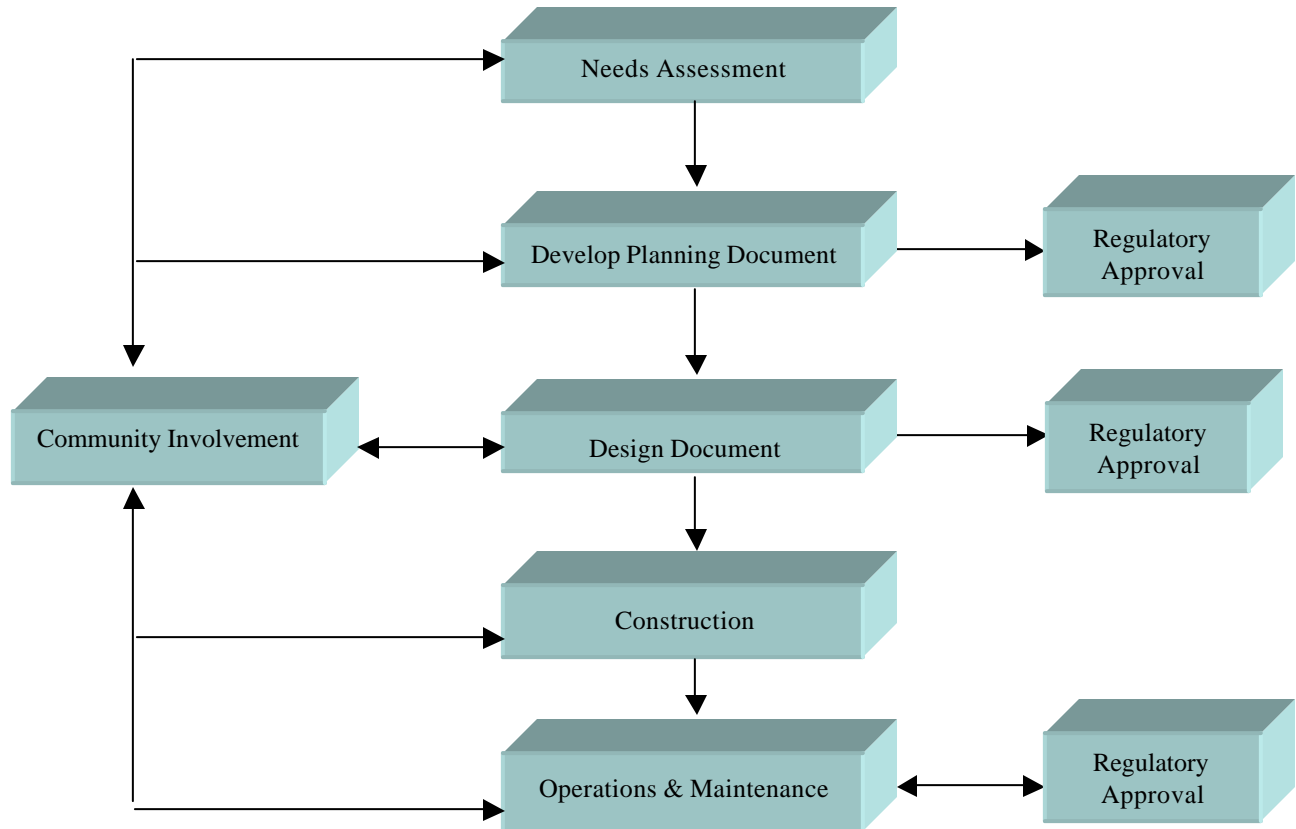 Needs Assessment
Develop Planning Document
Regulatory
Approval
Community Involvement
Design Document
Regulatory
Approval
Construction
Operations & Maintenance
Regulatory
Approval